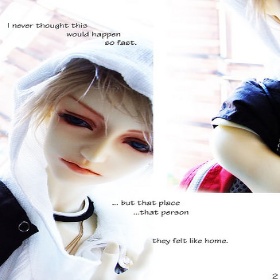 I never thought this
would happen
so fast.
... but that place
...that person
they felt like home.
2